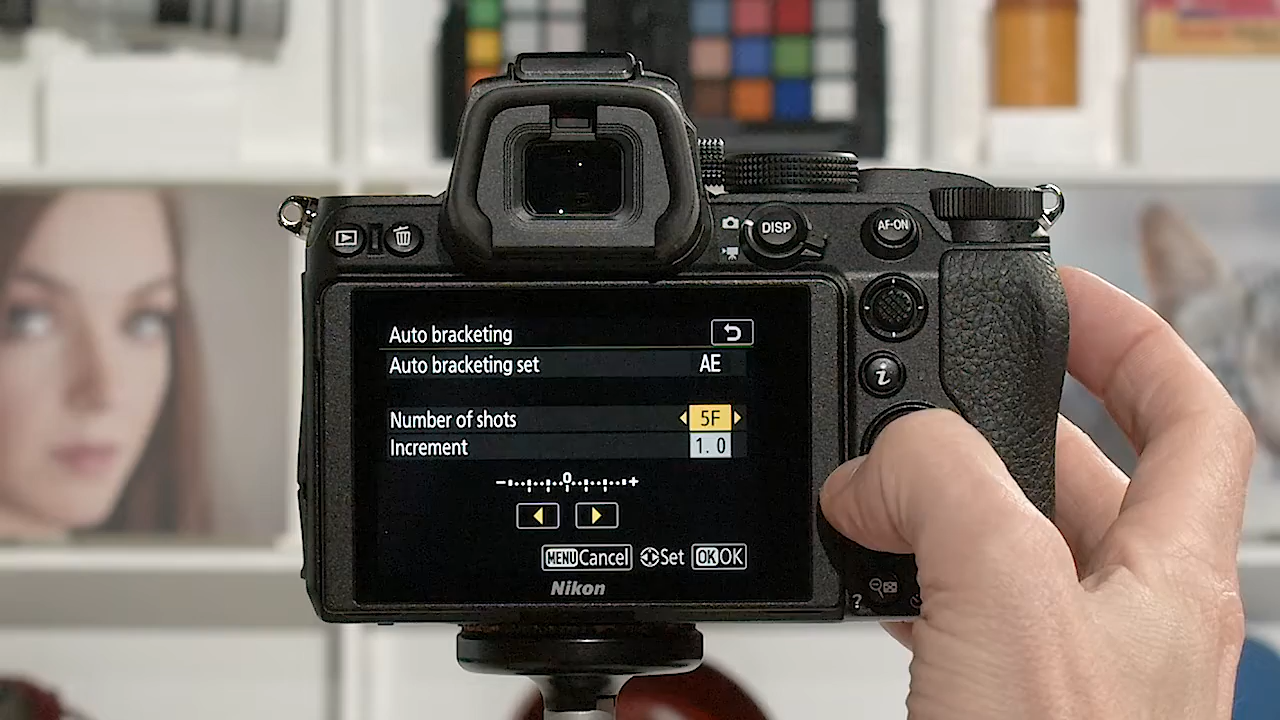 DISP
AF-ON
i
Auto bracketing
Auto bracketing set AE
Number of shots 5F
Increment 1.0
− 0 +
MENU Cancel Set OK OK
Nikon
?